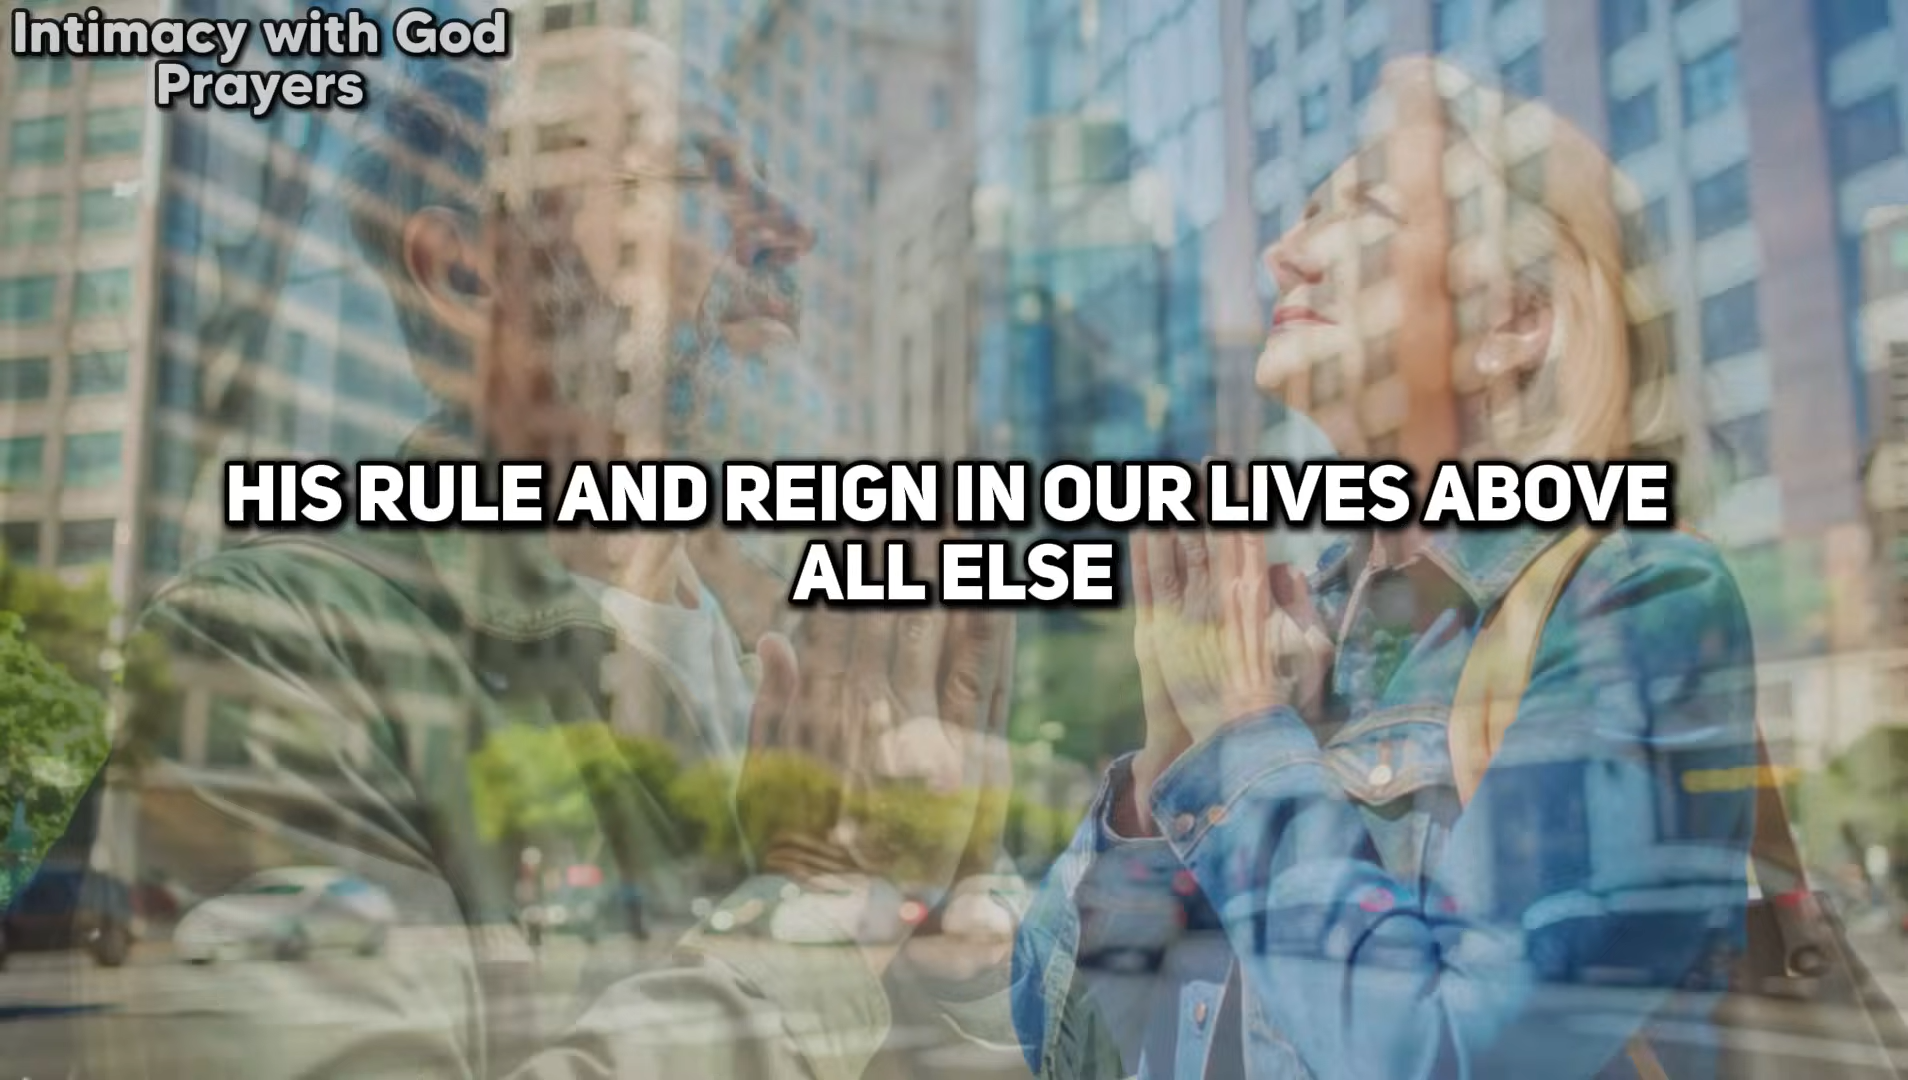 Intimacy with God
Prayers
HIS RULE AND REIGN IN OUR LIVES ABOVE
ALL ELSE